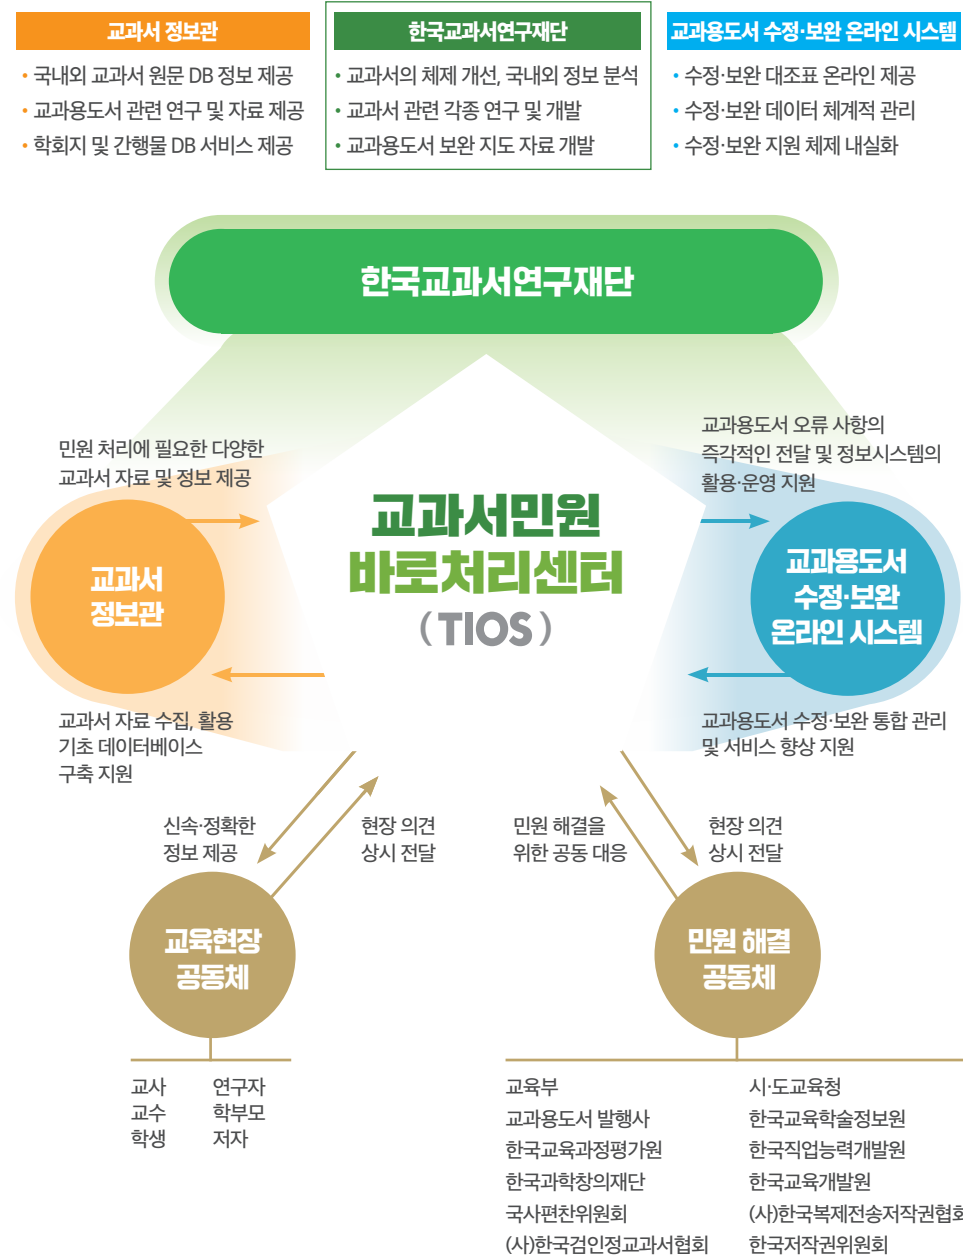 교과서 정보관
• 국내외 교과서 원문 DB 정보 제공
• 교과용도서 관련 연구 및 자료 제공
• 학회지 및 간행물 DB 서비스 제공
한국교과서연구재단
• 교과서의 체제 개선, 국내외 정보 분석
• 교과서 관련 각종 연구 및 개발
• 교과용도서 보완 지도 자료 개발
교과용도서 수정·보완 온라인 시스템
• 수정·보완 대조표 온라인 제공
• 수정·보완 데이터 체계적 관리
• 수정·보완 지원 체제 내실화
한국교과서연구재단
민원 처리에 필요한 다양한
교과서 자료 및 정보 제공
교과용도서 오류 사항의
즉각적인 전달 및 정보시스템의
활용·운영 지원
교과서민원
바로처리센터
(TIOS)
교과서
정보관
교과용도서
수정·보완
온라인 시스템
교과서 자료 수집, 활용
기초 데이터베이스
구축 지원
교과용도서 수정·보완 통합 관리
및 서비스 향상 지원
신속·정확한
정보 제공
현장 의견
상시 전달
민원 해결을
위한 공동 대응
현장 의견
상시 전달
교육현장
공동체
민원 해결
공동체
교사
교수
학생
연구자
학부모
저자
교육부
교과용도서 발행사
한국교육과정평가원
한국과학창의재단
국사편찬위원회
(사)한국검인정교과서협회
시·도교육청
한국교육학술정보원
한국직업능력개발원
한국교육개발원
(사)한국복제전송저작권협회
한국저작권위원회